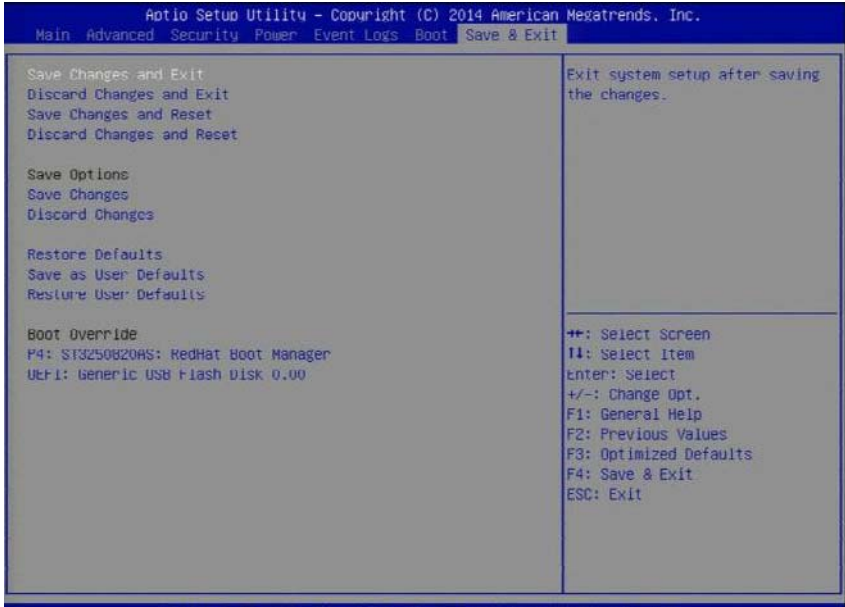 Aptio Setup Utility – Copyright (C) 2014 American Megatrends, Inc.
Main Advanced Security Power Event Logs Boot Save & Exit
Save Changes and Exit
Discard Changes and Exit
Save Changes and Reset
Discard Changes and Reset
Save Options
Save Changes
Discard Changes
Restore Defaults
Save as User Defaults
Restore User Defaults
Boot Override
P4: ST3250820AS: RedHat Boot Manager
UEFI: Generic USB Flash Disk 0.00
Exit system setup after saving
the changes.
→←: Select Screen
↑↓: Select Item
Enter: Select
+/-: Change Opt.
F1: General Help
F2: Previous Values
F3: Optimized Defaults
F4: Save & Exit
ESC: Exit